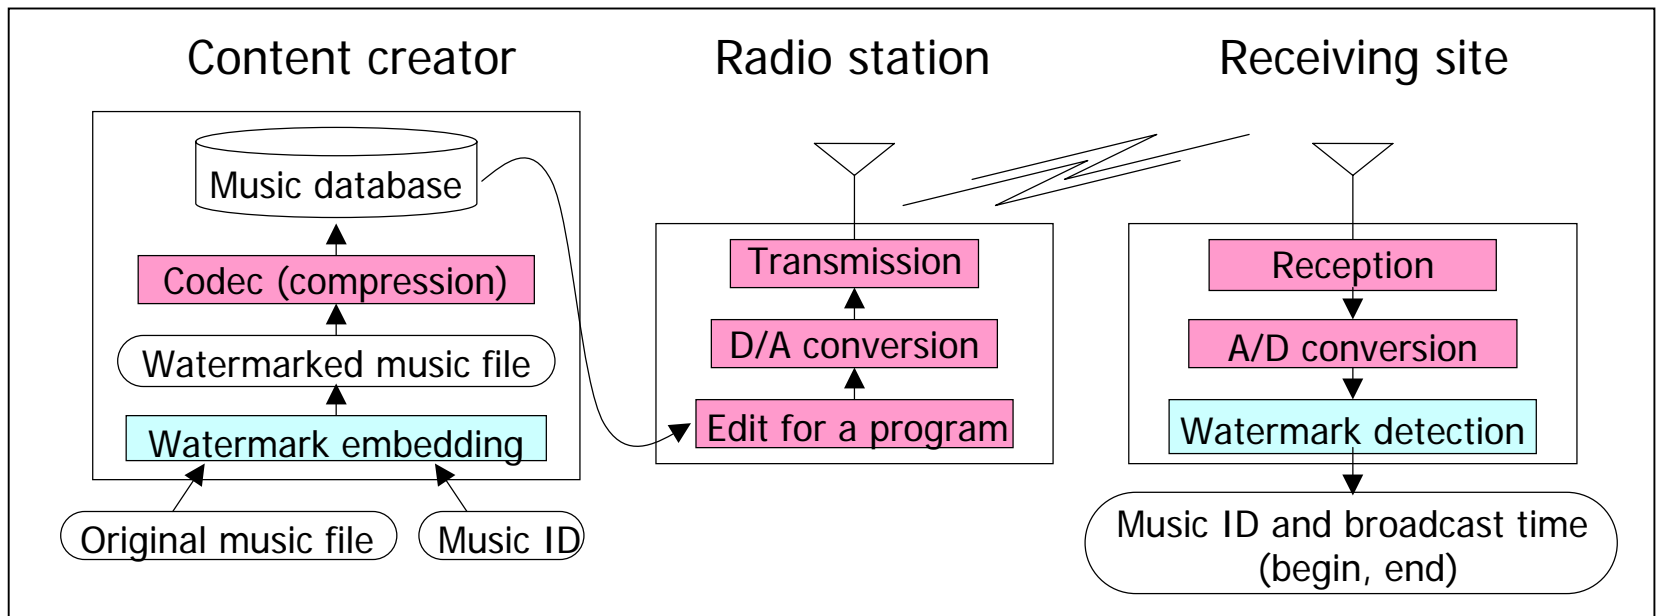 Content creator
Radio station
Receiving site
Music database
Codec (compression)
Watermarked music file
Watermark embedding
Original music file
Music ID
Transmission
D/A conversion
Edit for a program
Reception
A/D conversion
Watermark detection
Music ID and broadcast time
(begin, end)